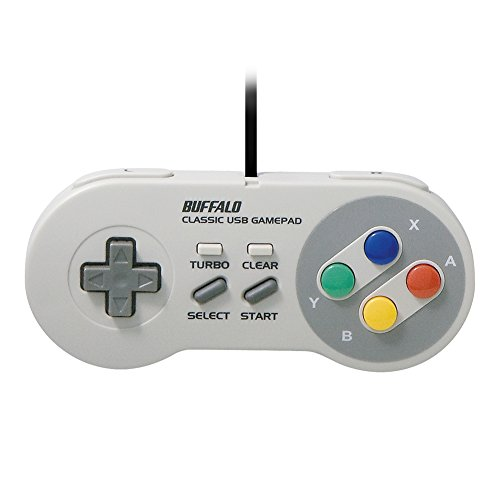 BUFFALO
CLASSIC USB GAMEPAD
TURBO CLEAR
SELECT START
X
A
Y
B